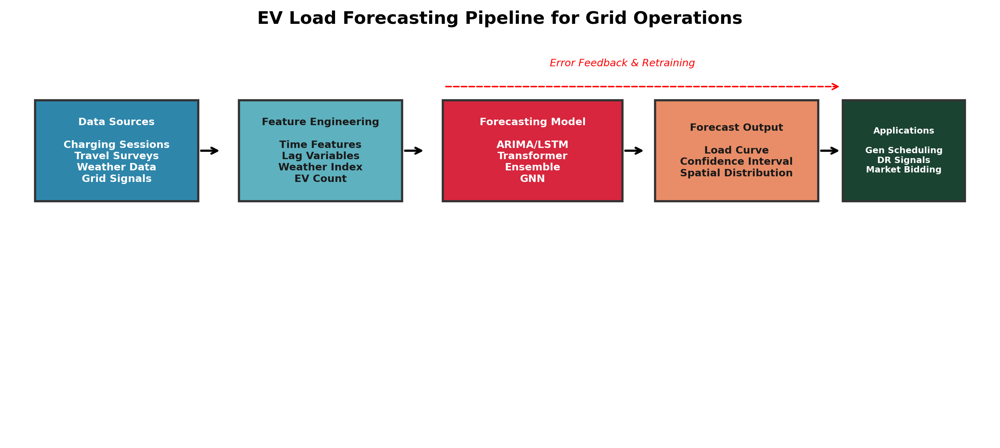 EV Load Forecasting Pipeline for Grid Operations
Error Feedback & Retraining
Data Sources
Charging Sessions
Travel Surveys
Weather Data
Grid Signals
Feature Engineering
Time Features
Lag Variables
Weather Index
EV Count
Forecasting Model
ARIMA/LSTM
Transformer
Ensemble
GNN
Forecast Output
Load Curve
Confidence Interval
Spatial Distribution
Applications
Gen Scheduling
DR Signals
Market Bidding